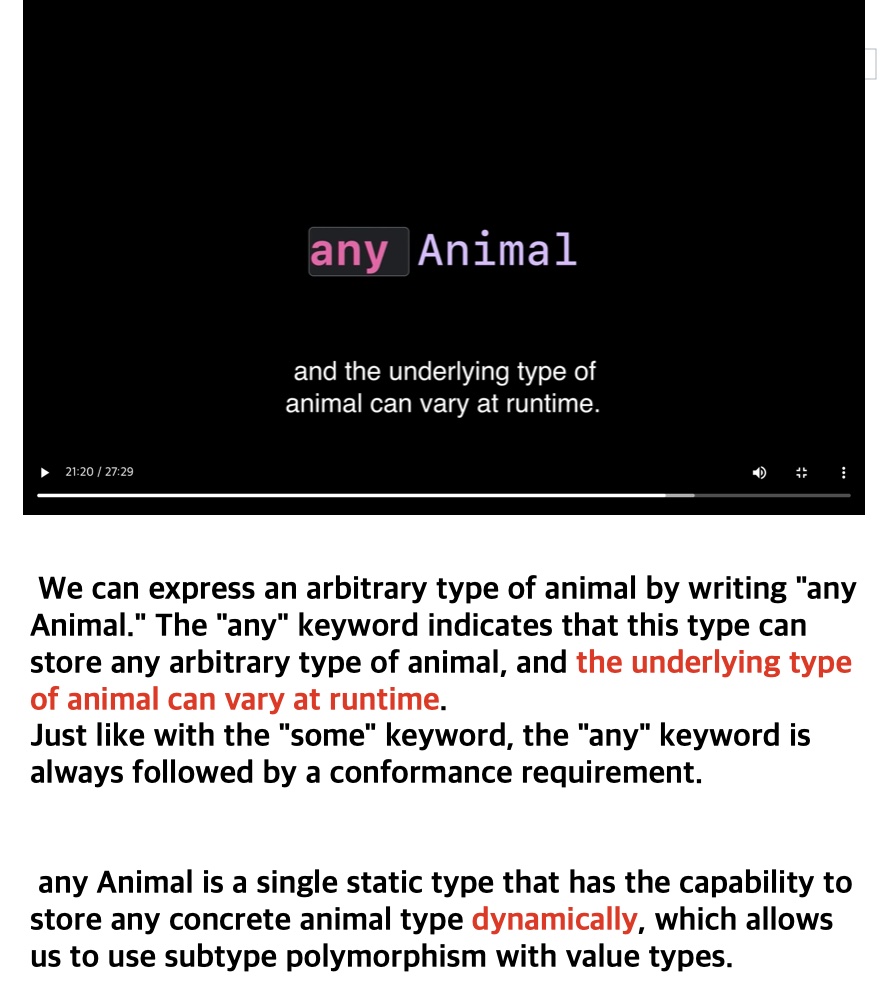 any Animal
and the underlying type of
animal can vary at runtime.
21:20 / 27:29
We can express an arbitrary type of animal by writing "any
Animal." The "any" keyword indicates that this type can
store any arbitrary type of animal, and the underlying type
of animal can vary at runtime.
Just like with the "some" keyword, the "any" keyword is
always followed by a conformance requirement.
any Animal is a single static type that has the capability to
store any concrete animal type dynamically, which allows
us to use subtype polymorphism with value types.